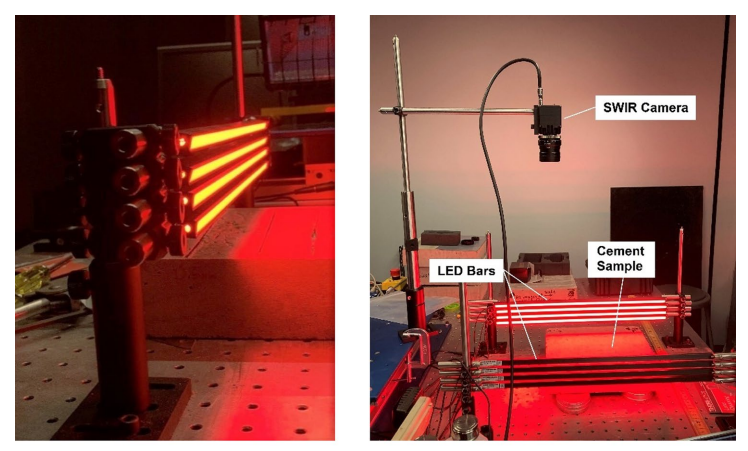 SWIR Camera
Cement
Sample
LED Bars